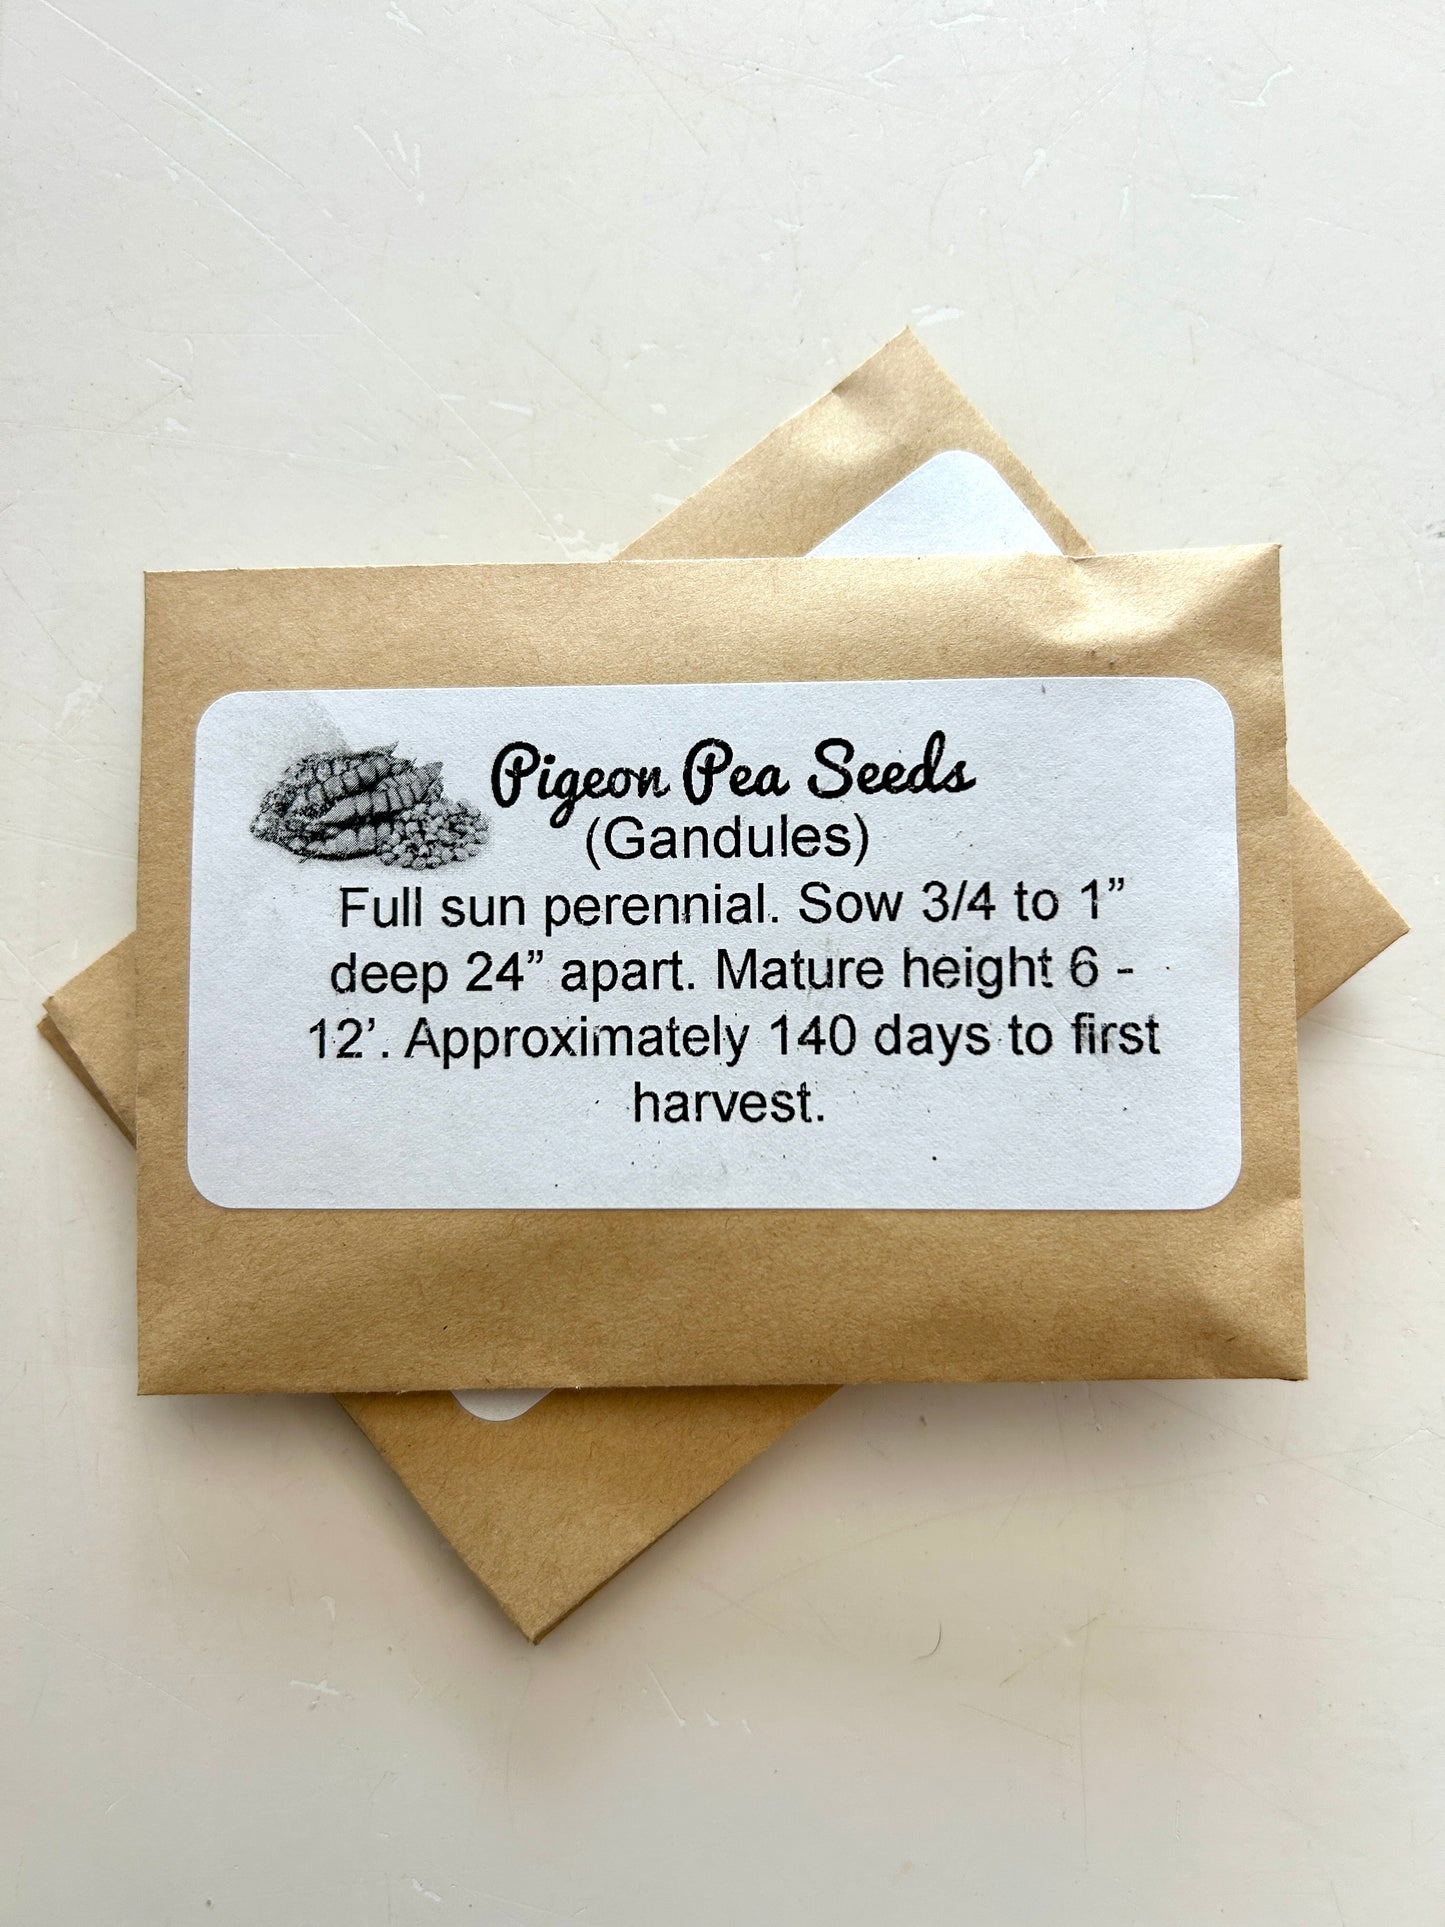 Pigeon Pea Seeds
(Gandules)
Full sun perennial. Sow 3/4 to 1”
deep 24” apart. Mature height 6 -
12’. Approximately 140 days to first
harvest.